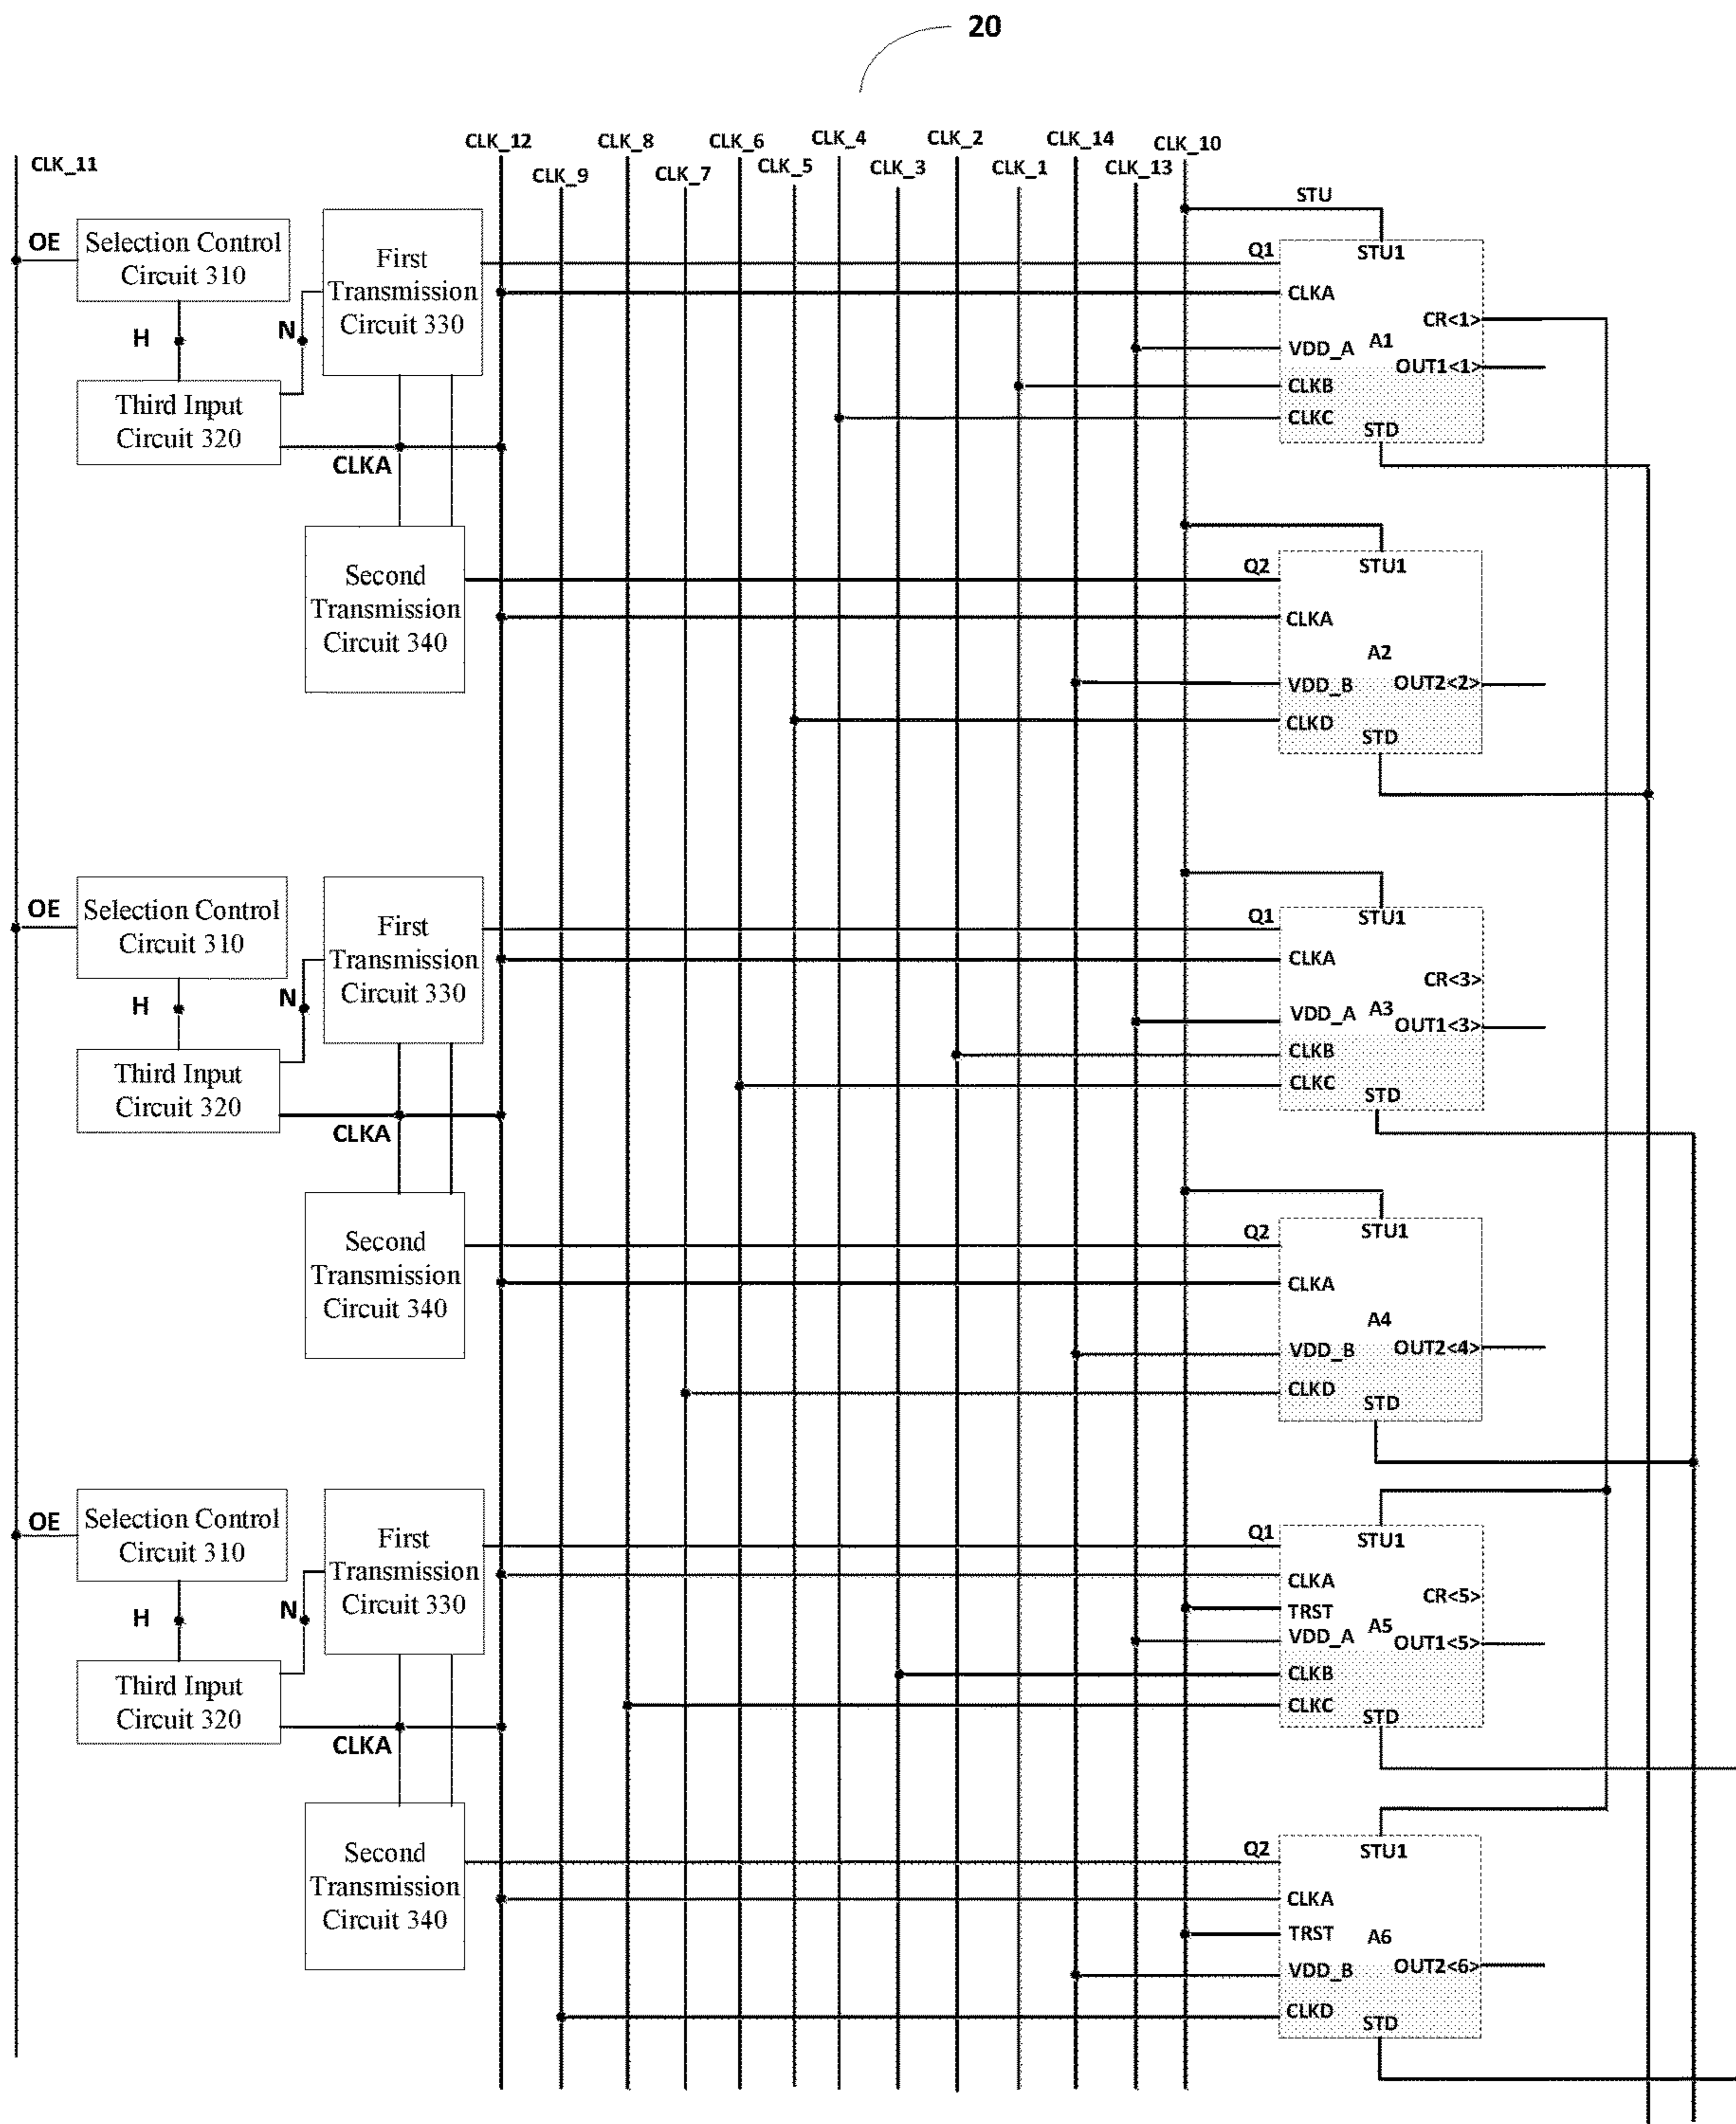 20
CLK_11
CLK_12
CLK_9
CLK_8
CLK_7
CLK_6
CLK_5
CLK_4
CLK_3
CLK_2
CLK_1
CLK_14
CLK_13
CLK_10
STU
OE
Selection Control
Circuit 310
H
N
Third Input
Circuit 320
CLKA
First
Transmission
Circuit 330
Second
Transmission
Circuit 340
Q1
STU1
CLKA
CR<1>
VDD_A
A1
OUT1<1>
CLKB
CLKC
STD
Q2
STU1
CLKA
A2
VDD_B
OUT2<2>
CLKD
STD
OE
Selection Control
Circuit 310
H
N
Third Input
Circuit 320
CLKA
First
Transmission
Circuit 330
Second
Transmission
Circuit 340
Q1
STU1
CLKA
CR<3>
VDD_A
A3
OUT1<3>
CLKB
CLKC
STD
Q2
STU1
CLKA
A4
VDD_B
OUT2<4>
CLKD
STD
OE
Selection Control
Circuit 310
H
N
Third Input
Circuit 320
CLKA
First
Transmission
Circuit 330
Second
Transmission
Circuit 340
Q1
STU1
CLKA
CR<5>
TRST
VDD_A
A5
OUT1<5>
CLKB
CLKC
STD
Q2
STU1
CLKA
TRST
A6
VDD_B
OUT2<6>
CLKD
STD